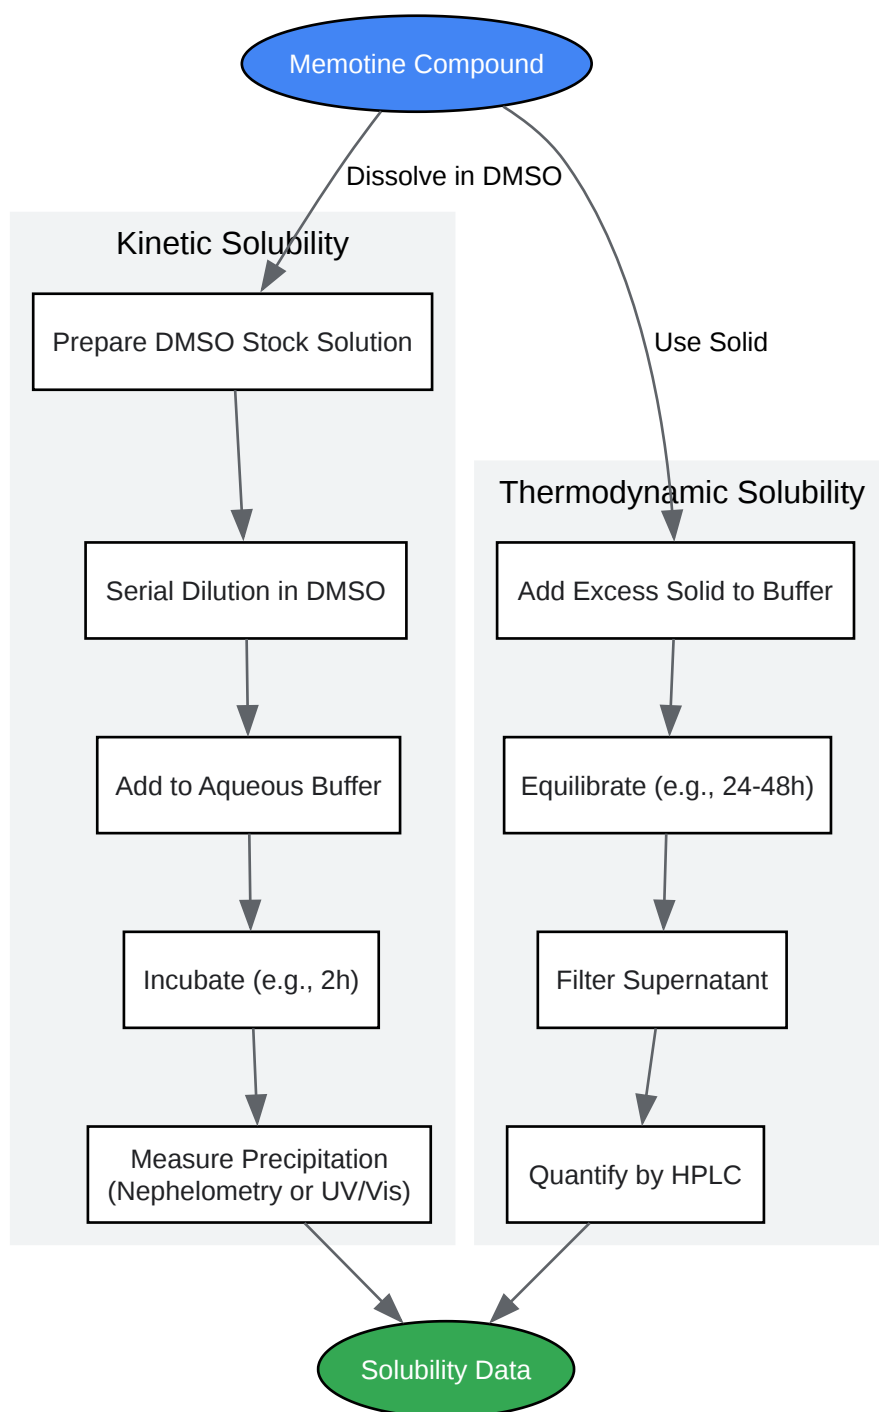 Memotine Compound
Dissolve in DMSO
Kinetic Solubility
Prepare DMSO Stock Solution
Use Solid
Thermodynamic Solubility
Serial Dilution in DMSO
Add Excess Solid to Buffer
Add to Aqueous Buffer
Equilibrate (e.g., 24-48h)
Incubate (e.g., 2h)
Filter Supernatant
Measure Precipitation
(Nephelometry or UV/Vis)
Quantify by HPLC
Solubility Data